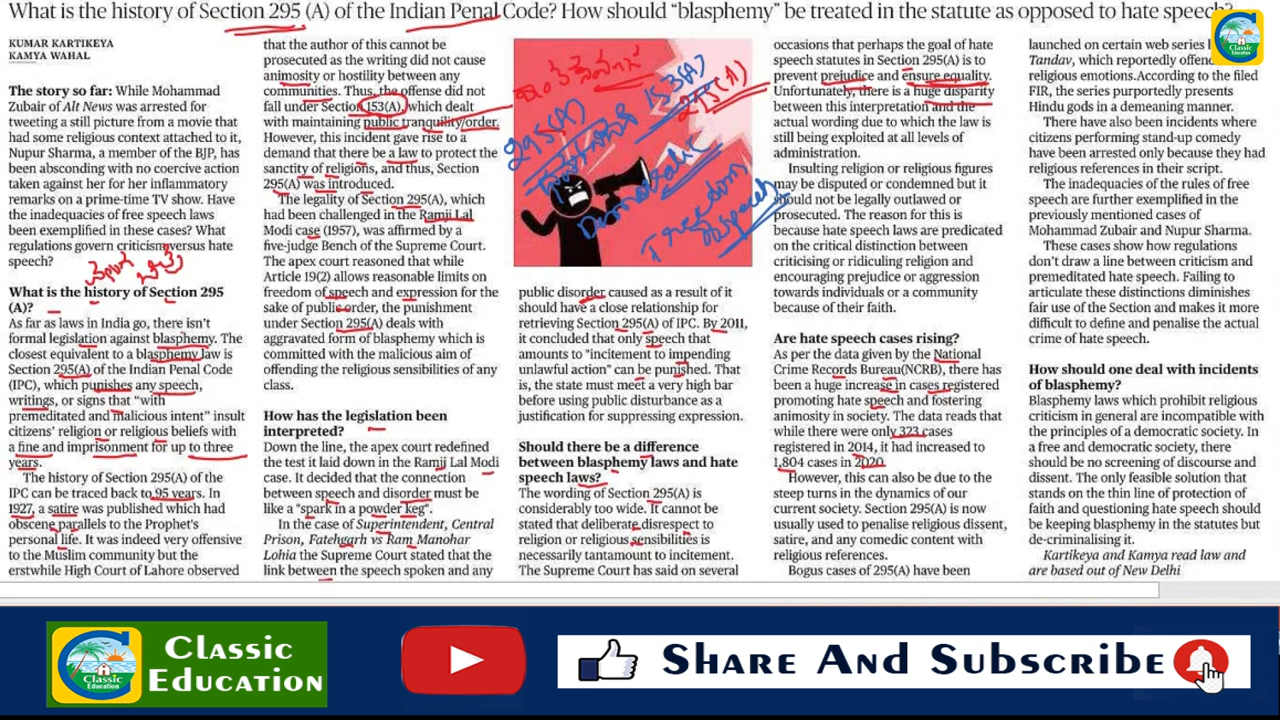 What is the history of Section 295 (A) of the Indian Penal Code? How should “blasphemy” be treated in the statute as opposed to hate speech?
KUMAR KARTIKEYA
KAMYA WAHAL
The story so far: While Mohammad
Zubair of Alt News was arrested for
tweeting a still picture from a movie that
had some religious context attached to it,
Nupur Sharma, a member of the BJP, has
been absconding with no coercive action
taken against her for her inflammatory
remarks on a prime-time TV show. Have
the inadequacies of free speech laws
been exemplified in these cases? What
regulations govern criticism versus hate
speech?
What is the history of Section 295
(A)?
As far as laws in India go, there isn't
formal legislation against blasphemy. The
closest equivalent to a blasphemy law is
Section 295(A) of the Indian Penal Code
(IPC), which punishes any speech,
writings, or signs that “with
premeditated and malicious intent” insult
citizens' religion or religious beliefs with
a fine and imprisonment for up to three
years.
The history of Section 295(A) of the
IPC can be traced back to 95 years. In
1927, a satire was published which had
obscene parallels to the Prophet's
personal life. It was indeed very offensive
to the Muslim community but the
erstwhile High Court of Lahore observed
that the author of this cannot be
prosecuted as the writing did not cause
animosity or hostility between any
communities. Thus, the offense did not
fall under Section 153(A), which dealt
with maintaining public tranquility/order.
However, this incident gave rise to a
demand that there be a law to protect the
sanctity of religions, and thus, Section
295(A) was introduced.
The legality of Section 295(A), which
had been challenged in the Ramji Lal
Modi case (1957), was affirmed by a
five-judge Bench of the Supreme Court.
The apex court reasoned that while
Article 19(2) allows reasonable limits on
freedom of speech and expression for the
sake of public order, the punishment
under Section 295(A) deals with
aggravated form of blasphemy which is
committed with the malicious aim of
offending the religious sensibilities of any
class.
How has the legislation been
interpreted?
Down the line, the apex court redefined
the test it laid down in the Ramji Lal Modi
case. It decided that the connection
between speech and disorder must be
like a “spark in a powder keg”.
In the case of Superintendent, Central
Prison, Fatehgarh vs Ram Manohar
Lohia the Supreme Court stated that the
link between the speech spoken and any
295(A)
153(A)
295(A)
Democratic
Freedom
of speech
public disorder caused as a result of it
should have a close relationship for
retrieving Section 295(A) of IPC. By 2011,
it concluded that only speech that
amounts to “incitement to impending
unlawful action” can be punished. That
is, the state must meet a very high bar
before using public disturbance as a
justification for suppressing expression.
Should there be a difference
between blasphemy laws and hate
speech laws?
The wording of Section 295(A) is
considerably too wide. It cannot be
stated that deliberate disrespect to
religion or religious sensibilities is
necessarily tantamount to incitement.
The Supreme Court has said on several
occasions that perhaps the goal of hate
speech statutes in Section 295(A) is to
prevent prejudice and ensure equality.
Unfortunately, there is a huge disparity
between this interpretation and the
actual wording due to which the law is
still being exploited at all levels of
administration.
Insulting religion or religious figures
may be disputed or condemned but it
should not be legally outlawed or
prosecuted. The reason for this is
because hate speech laws are predicated
on the critical distinction between
criticising or ridiculing religion and
encouraging prejudice or aggression
towards individuals or a community
because of their faith.
Are hate speech cases rising?
As per the data given by the National
Crime Records Bureau(NCRB), there has
been a huge increase in cases registered
promoting hate speech and fostering
animosity in society. The data reads that
while there were only 323 cases
registered in 2014, it had increased to
1,804 cases in 2020.
However, this can also be due to the
steep turns in the dynamics of our
current society. Section 295(A) is now
usually used to penalise religious dissent,
satire, and any comedic content with
religious references.
Bogus cases of 295(A) have been
launched on certain web series
Tandav, which reportedly
religious emotions.According to the filed
FIR, the series purportedly presents
Hindu gods in a demeaning manner.
There have also been incidents where
citizens performing stand-up comedy
have been arrested only because they had
religious references in their script.
The inadequacies of the rules of free
speech are further exemplified in the
previously mentioned cases of
Mohammad Zubair and Nupur Sharma.
These cases show how regulations
don't draw a line between criticism and
premeditated hate speech. Failing to
articulate these distinctions diminishes
fair use of the Section and makes it more
difficult to define and penalise the actual
crime of hate speech.
How should one deal with incidents
of blasphemy?
Blasphemy laws which prohibit religious
criticism in general are incompatible with
the principles of a democratic society. In
a free and democratic society, there
should be no screening of discourse and
dissent. The only feasible solution that
stands on the thin line of protection of
faith and questioning hate speech should
be keeping blasphemy in the statutes but
de-criminalising it.
Kartikeya and Kamya read law and
are based out of New Delhi
Classic
Education
Classic
Education
CLASSIC
EDUCATION
SHARE AND SUBSCRIBE